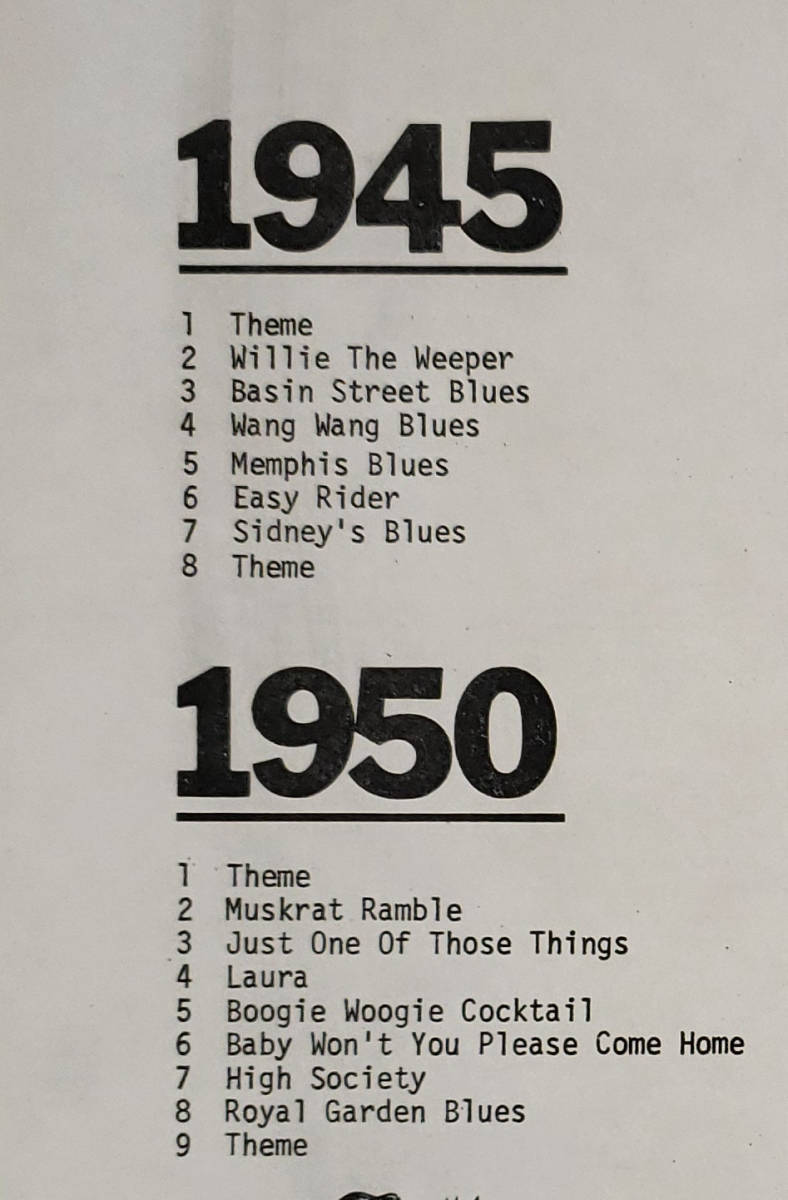 1945
1 Theme
2 Willie The Weeper
3 Basin Street Blues
4 Wang Wang Blues
5 Memphis Blues
6 Easy Rider
7 Sidney's Blues
8 Theme
1950
1 Theme
2 Muskrat Ramble
3 Just One Of Those Things
4 Laura
5 Boogie Woogie Cocktail
6 Baby Won't You Please Come Home
7 High Society
8 Royal Garden Blues
9 Theme